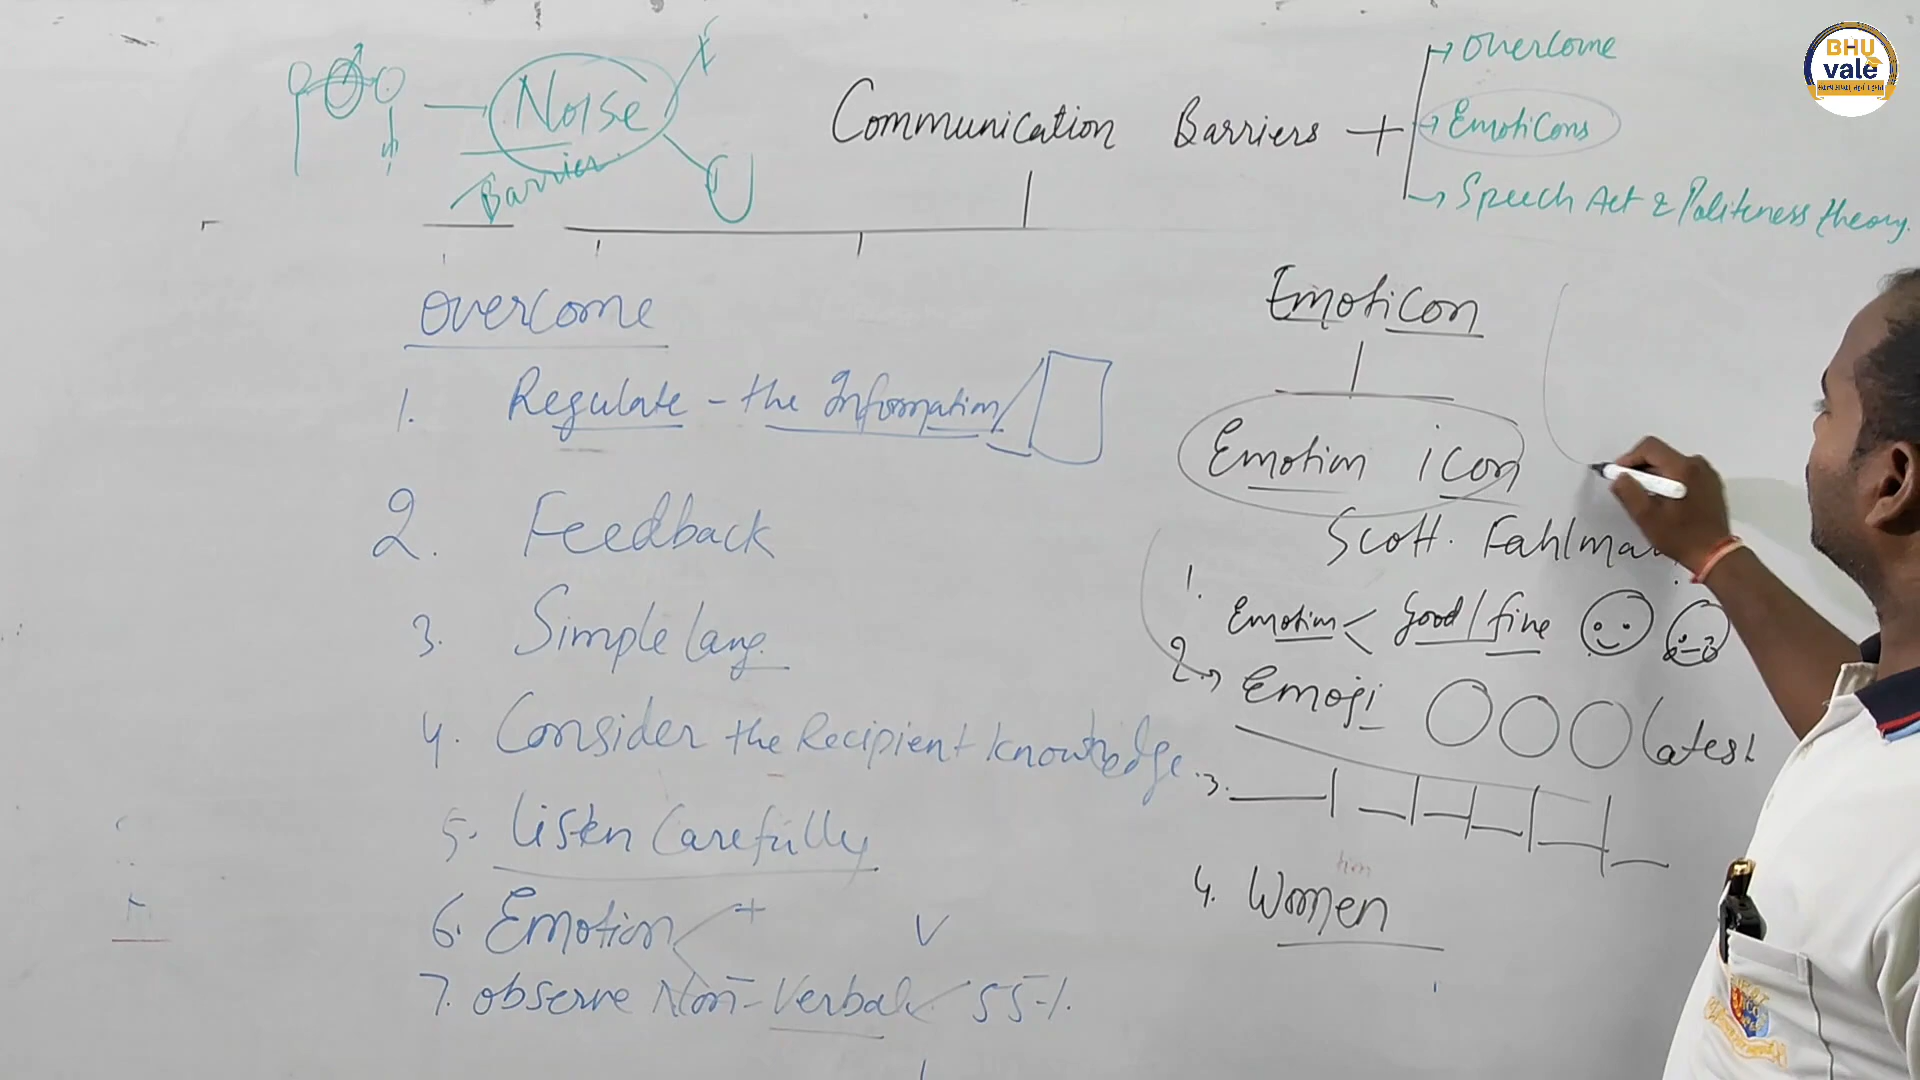 BHU
vale
Noise
Barrier
Communication Barriers +
→ Overcome
→ Emoticons
→ Speech Act & Politeness theory.
Overcome
1. Regulate - the Information
2. Feedback
3. Simple lang.
4. Consider the Recipient knowledge.
5. Listen Carefully
6. Emotion < + -
7. Observe Non-Verbal 55%.
Emoticon
Emotion icon
Scott. Fahlma
1. Emotion < good / fine
2. → Emoji latest
3.
4. Women